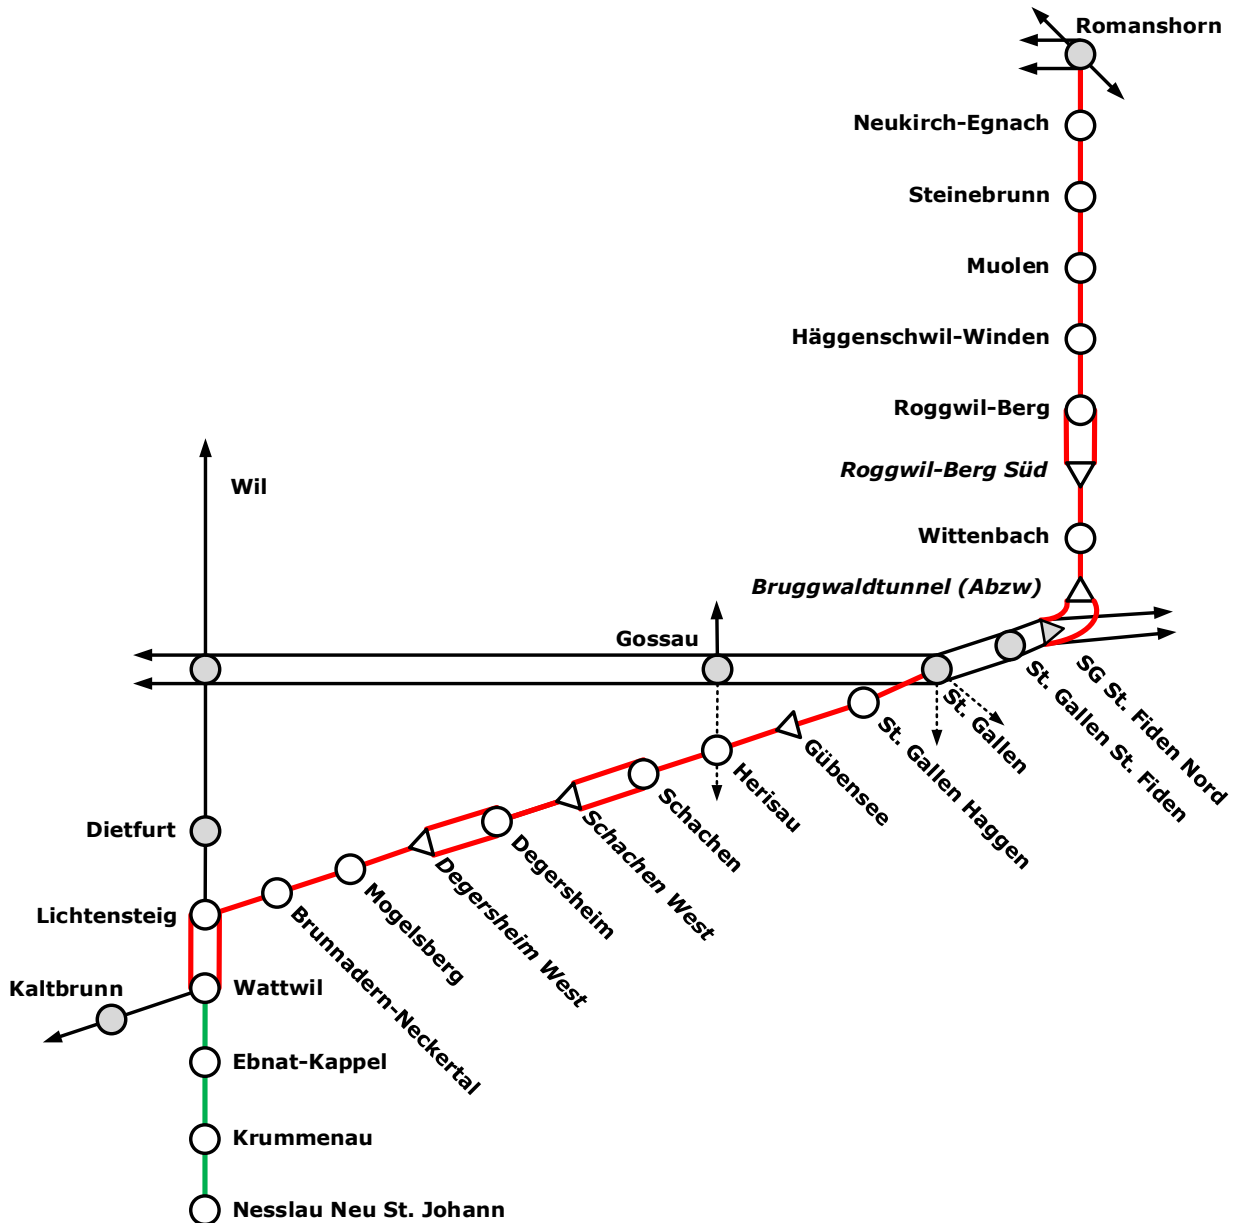 Romanshorn
Neukirch-Egnach
Steinebrunn
Muolen
Häggenschwil-Winden
Roggwil-Berg
Roggwil-Berg Süd
Wil
Wittenbach
Bruggwaldtunnel (Abzw)
Gossau
SG St. Fiden Nord
St. Gallen St. Fiden
St. Gallen
St. Gallen Haggen
Gübensee
Herisau
Schachen
Schachen West
Degersheim
Degersheim West
Mogelsberg
Brunnadern-Neckertal
Dietfurt
Lichtensteig
Kaltbrunn
Wattwil
Ebnat-Kappel
Krummenau
Nesslau Neu St. Johann